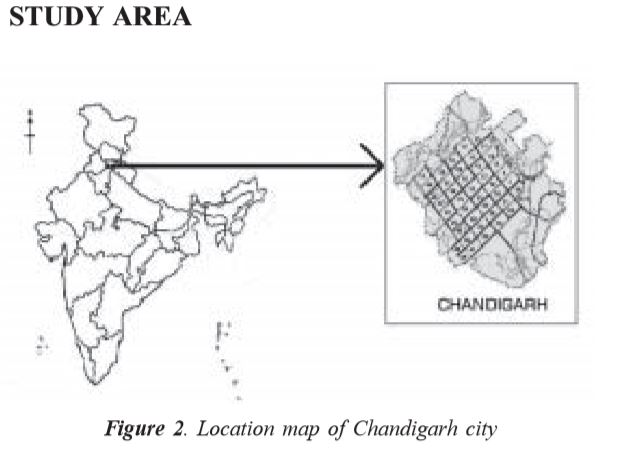 STUDY AREA
CHANDIGARH
Figure 2. Location map of Chandigarh city